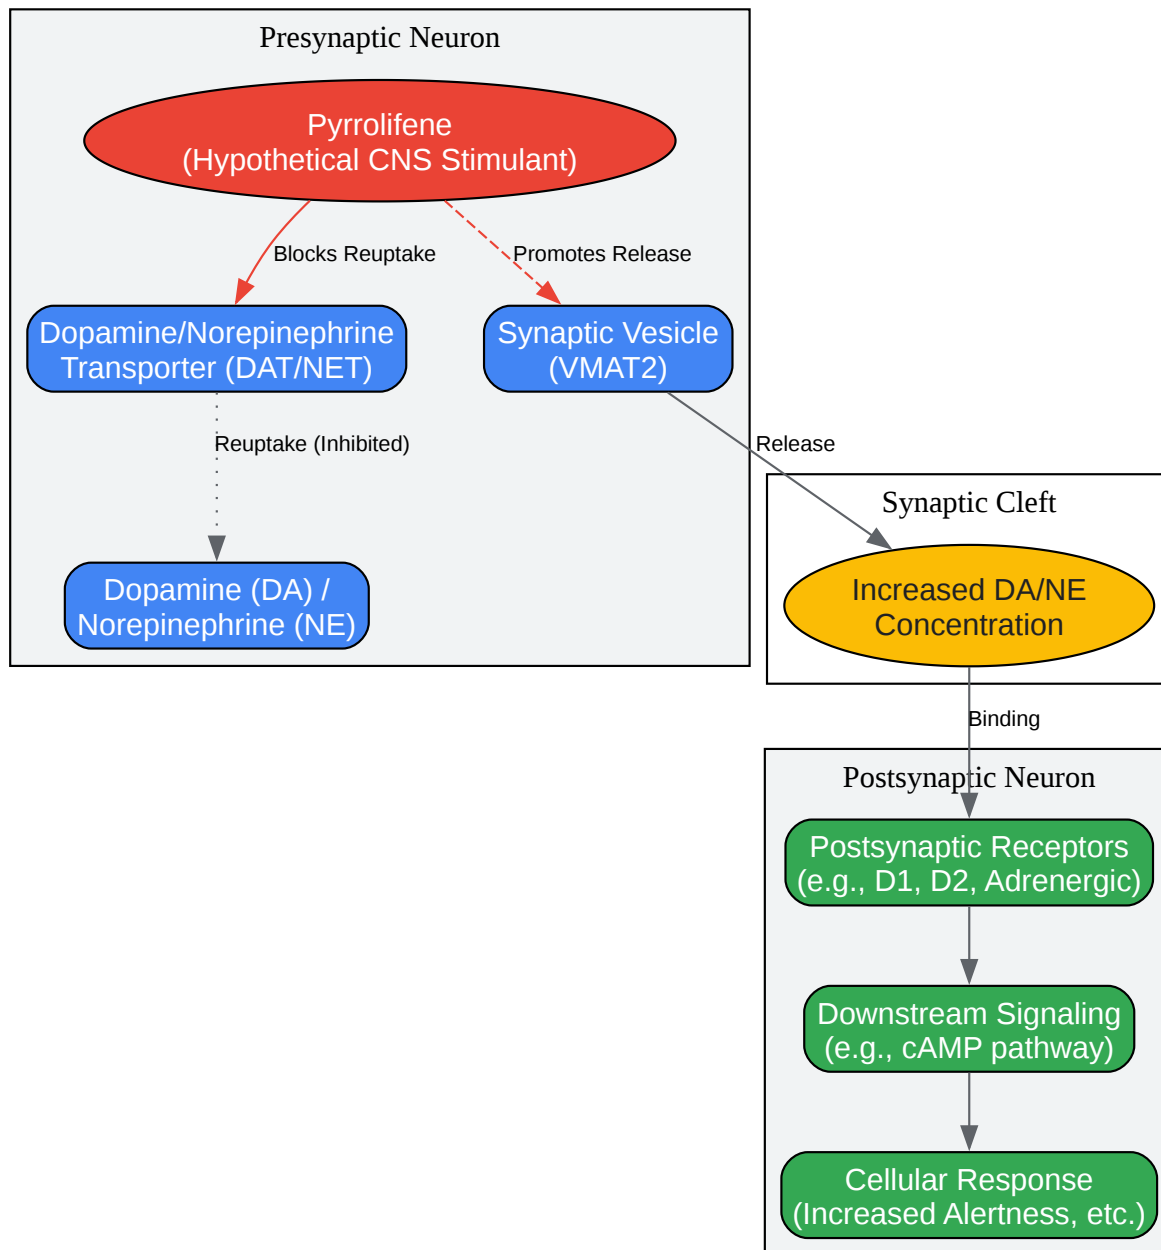 Presynaptic Neuron
Pyrrolifene
(Hypothetical CNS Stimulant)
Blocks Reuptake
Promotes Release
Dopamine/Norepinephrine
Transporter (DAT/NET)
Synaptic Vesicle
(VMAT2)
Reuptake (Inhibited)
Release
Synaptic Cleft
Dopamine (DA) /
Norepinephrine (NE)
Increased DA/NE
Concentration
Binding
Postsynaptic Neuron
Postsynaptic Receptors
(e.g., D1, D2, Adrenergic)
Downstream Signaling
(e.g., cAMP pathway)
Cellular Response
(Increased Alertness, etc.)